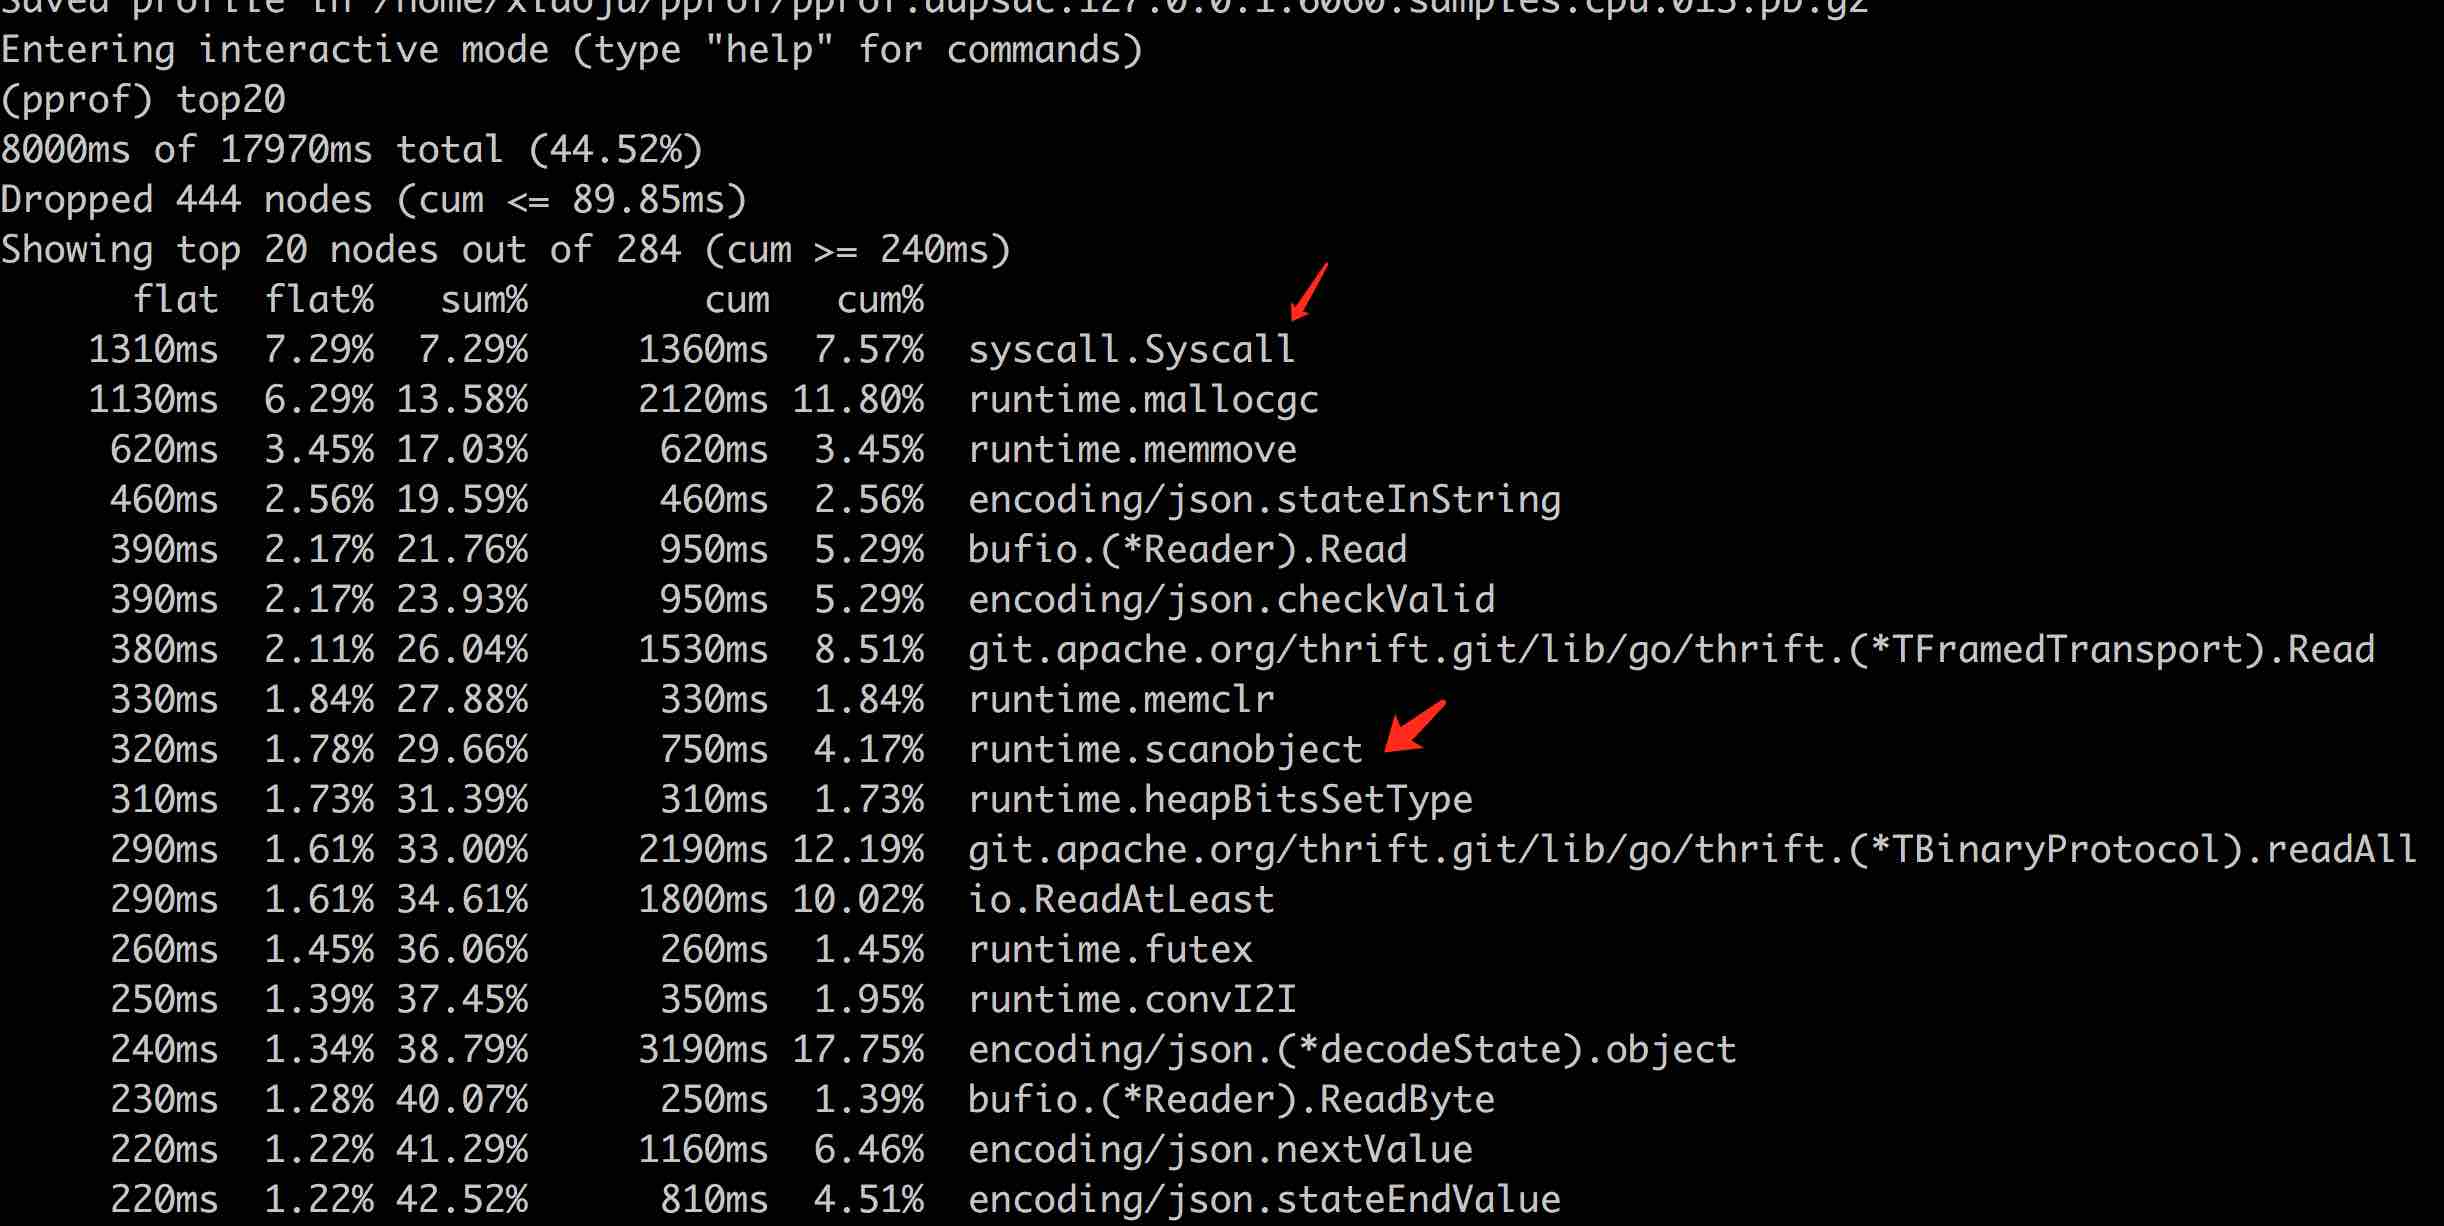 Saved profile in /home/xiaoju/pprof/pprof.uupsdc.127.0.0.1:6060.samples.cpu.015.pb.gz
Entering interactive mode (type "help" for commands)
(pprof) top20
8000ms of 17970ms total (44.52%)
Dropped 444 nodes (cum <= 89.85ms)
Showing top 20 nodes out of 284 (cum >= 240ms)
flat flat% sum% cum cum%
1310ms 7.29% 7.29% 1360ms 7.57% syscall.Syscall
1130ms 6.29% 13.58% 2120ms 11.80% runtime.mallocgc
620ms 3.45% 17.03% 620ms 3.45% runtime.memmove
460ms 2.56% 19.59% 460ms 2.56% encoding/json.stateInString
390ms 2.17% 21.76% 950ms 5.29% bufio.(*Reader).Read
390ms 2.17% 23.93% 950ms 5.29% encoding/json.checkValid
380ms 2.11% 26.04% 1530ms 8.51% git.apache.org/thrift.git/lib/go/thrift.(*TFramedTransport).Read
330ms 1.84% 27.88% 330ms 1.84% runtime.memclr
320ms 1.78% 29.66% 750ms 4.17% runtime.scanobject
310ms 1.73% 31.39% 310ms 1.73% runtime.heapBitsSetType
290ms 1.61% 33.00% 2190ms 12.19% git.apache.org/thrift.git/lib/go/thrift.(*TBinaryProtocol).readAll
290ms 1.61% 34.61% 1800ms 10.02% io.ReadAtLeast
260ms 1.45% 36.06% 260ms 1.45% runtime.futex
250ms 1.39% 37.45% 350ms 1.95% runtime.convI2I
240ms 1.34% 38.79% 3190ms 17.75% encoding/json.(*decodeState).object
230ms 1.28% 40.07% 250ms 1.39% bufio.(*Reader).ReadByte
220ms 1.22% 41.29% 1160ms 6.46% encoding/json.nextValue
220ms 1.22% 42.52% 810ms 4.51% encoding/json.stateEndValue